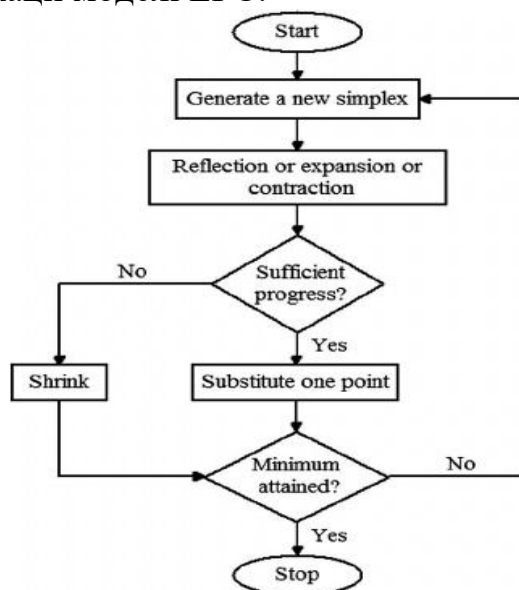 Start
Generate a new simplex
Reflection or expansion or
contraction
No
Sufficient
progress?
Yes
Shrink
Substitute one point
Minimum
attained?
No
Yes
Stop